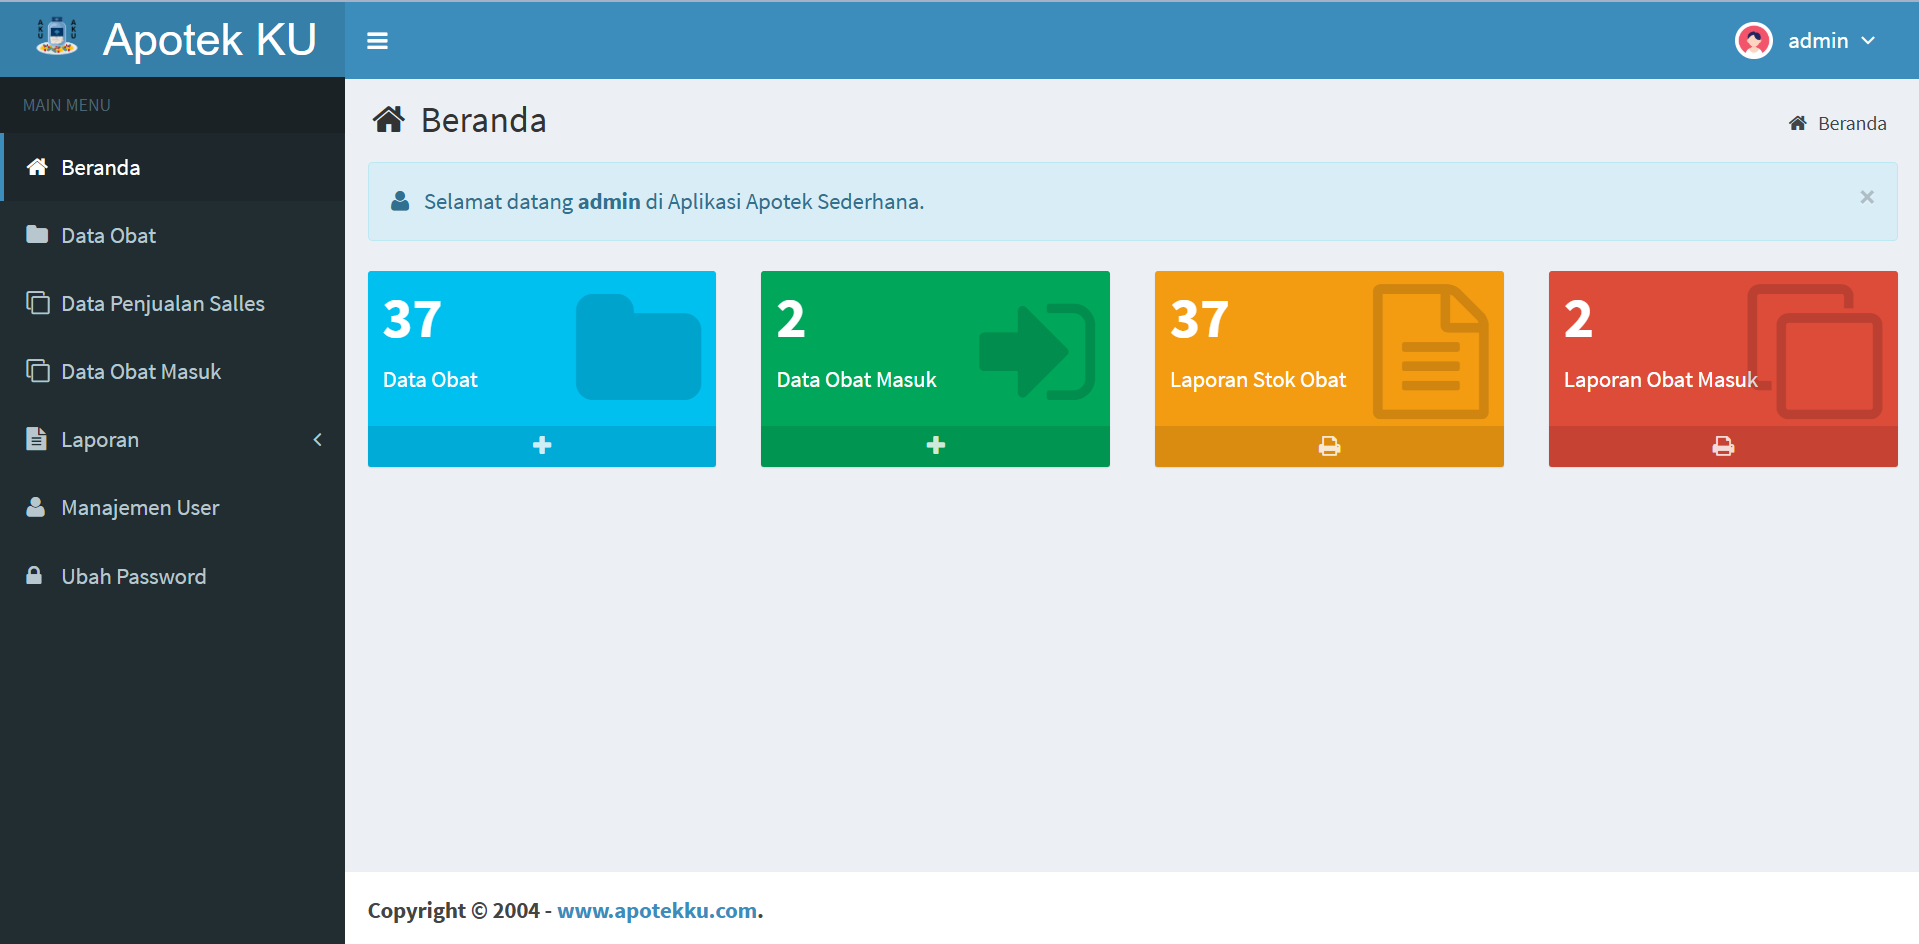 Apotek KU
admin
MAIN MENU
Beranda
Data Obat
Data Penjualan Salles
Data Obat Masuk
Laporan
Manajemen User
Ubah Password
Beranda
Beranda
Selamat datang admin di Aplikasi Apotek Sederhana.
×
37
Data Obat
2
Data Obat Masuk
37
Laporan Stok Obat
2
Laporan Obat Masuk
Copyright © 2004 - www.apotekku.com.